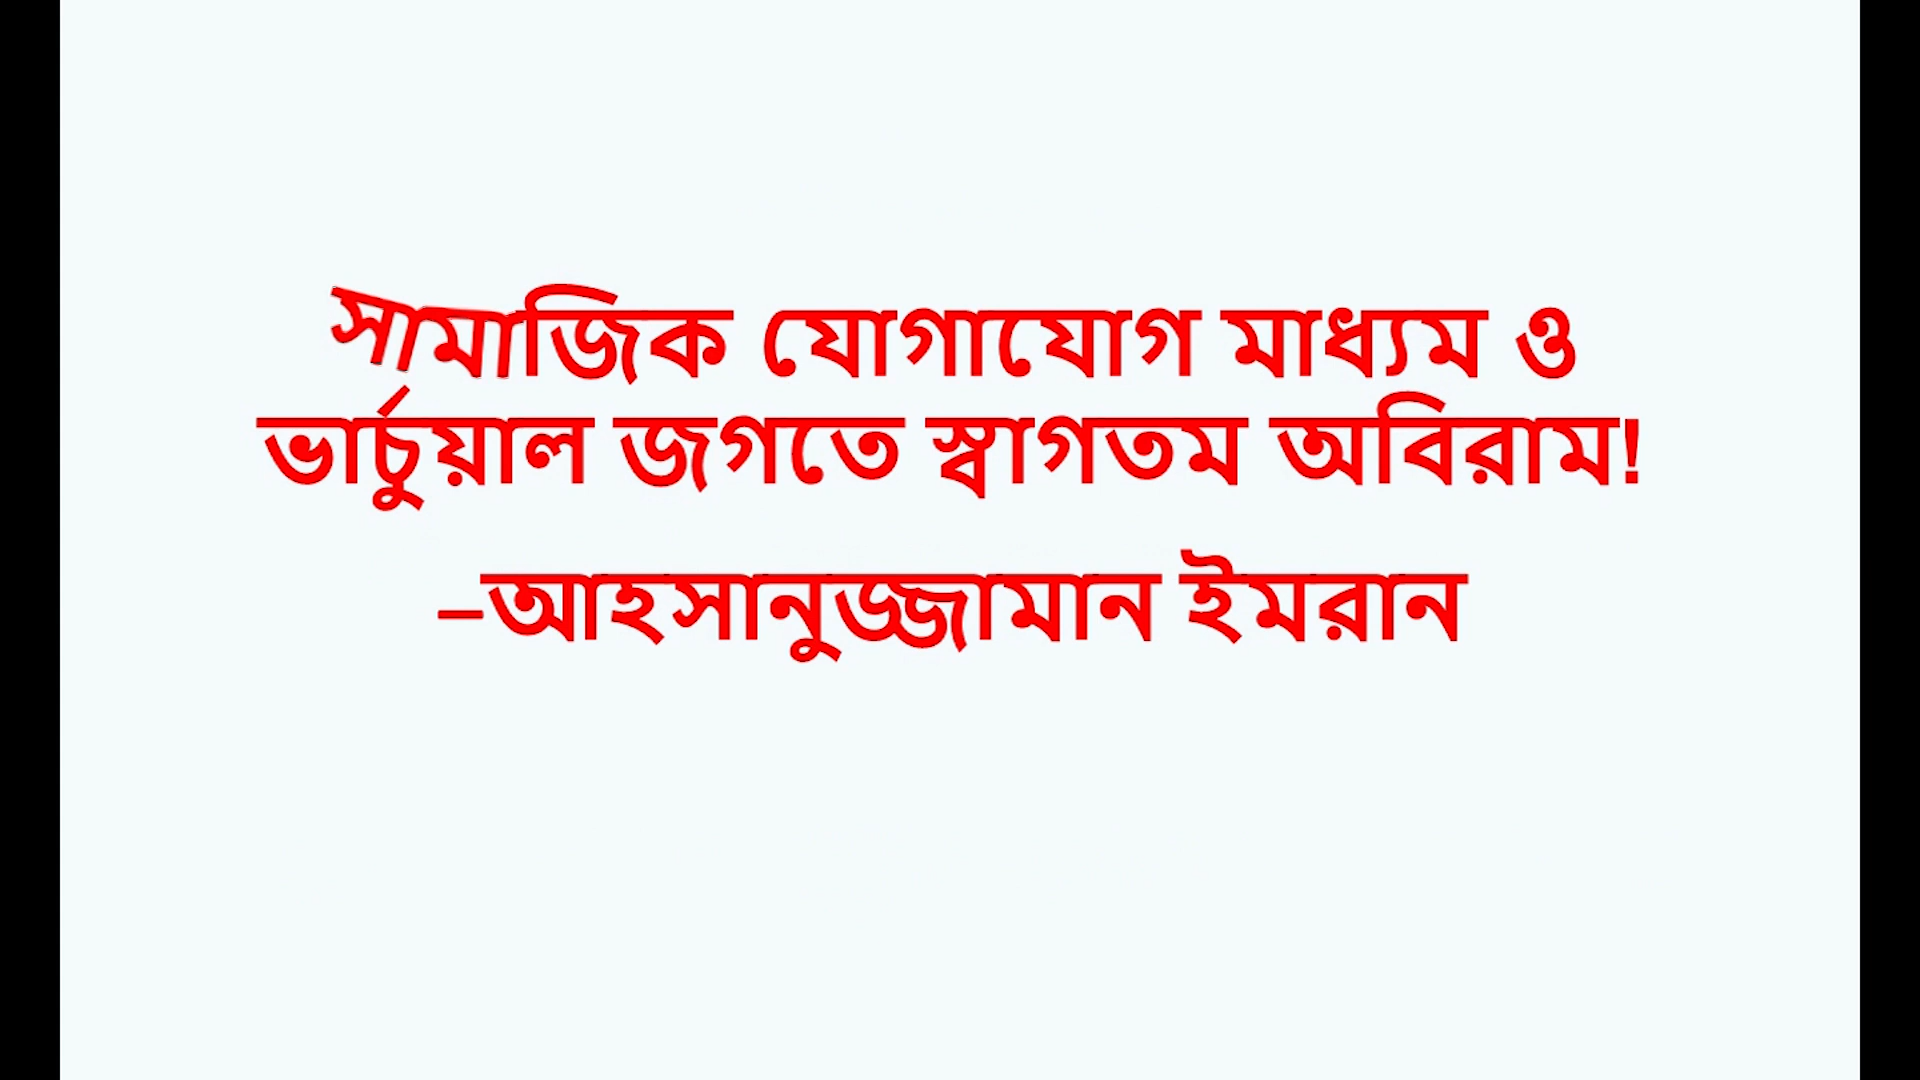 সামাজিক যোগাযোগ মাধ্যম ও
ভার্চুয়াল জগতে স্বাগতম অবিরাম!
–আহসানুজ্জামান ইমরান